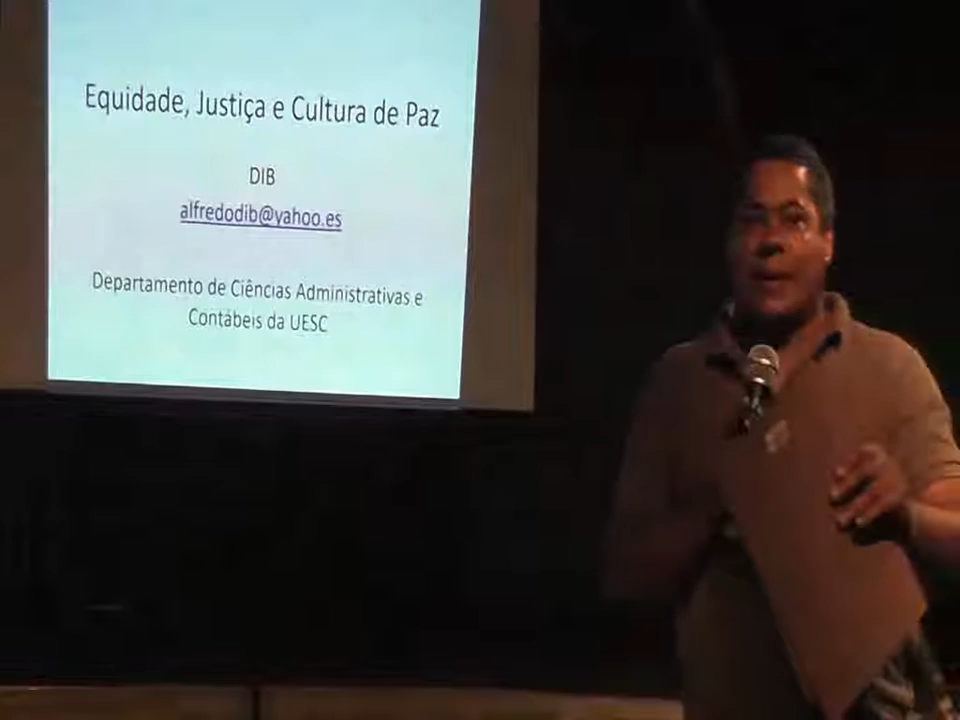 Equidade, Justiça e Cultura de Paz
DIB
alfredodib@yahoo.es
Departamento de Ciências Administrativas e
Contábeis da UESC